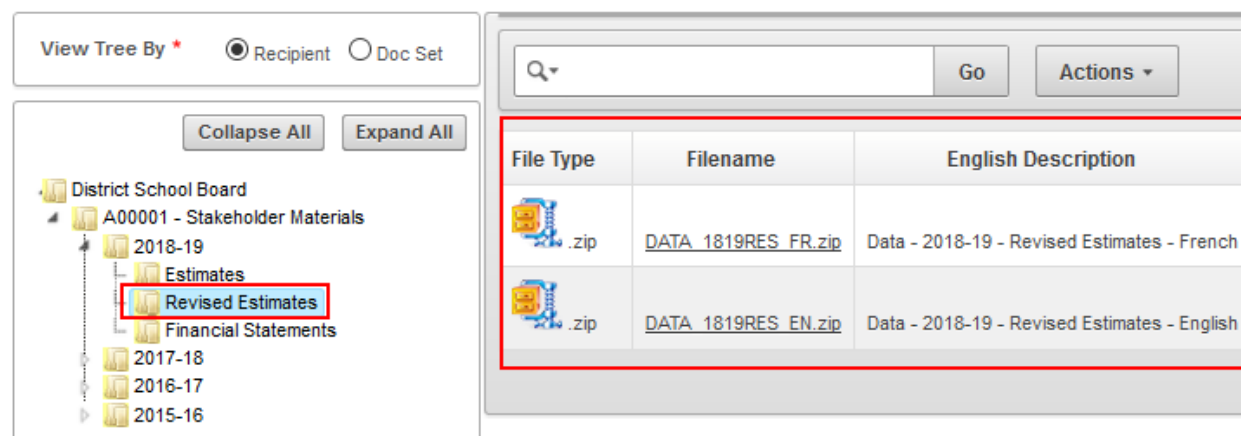 View Tree By * Recipient Doc Set
Collapse All Expand All
District School Board
A00001 - Stakeholder Materials
2018-19
Estimates
Revised Estimates
Financial Statements
2017-18
2016-17
2015-16
Go Actions
File Type Filename English Description
.zip DATA_1819RES_FR.zip Data - 2018-19 - Revised Estimates - French
.zip DATA_1819RES_EN.zip Data - 2018-19 - Revised Estimates - English